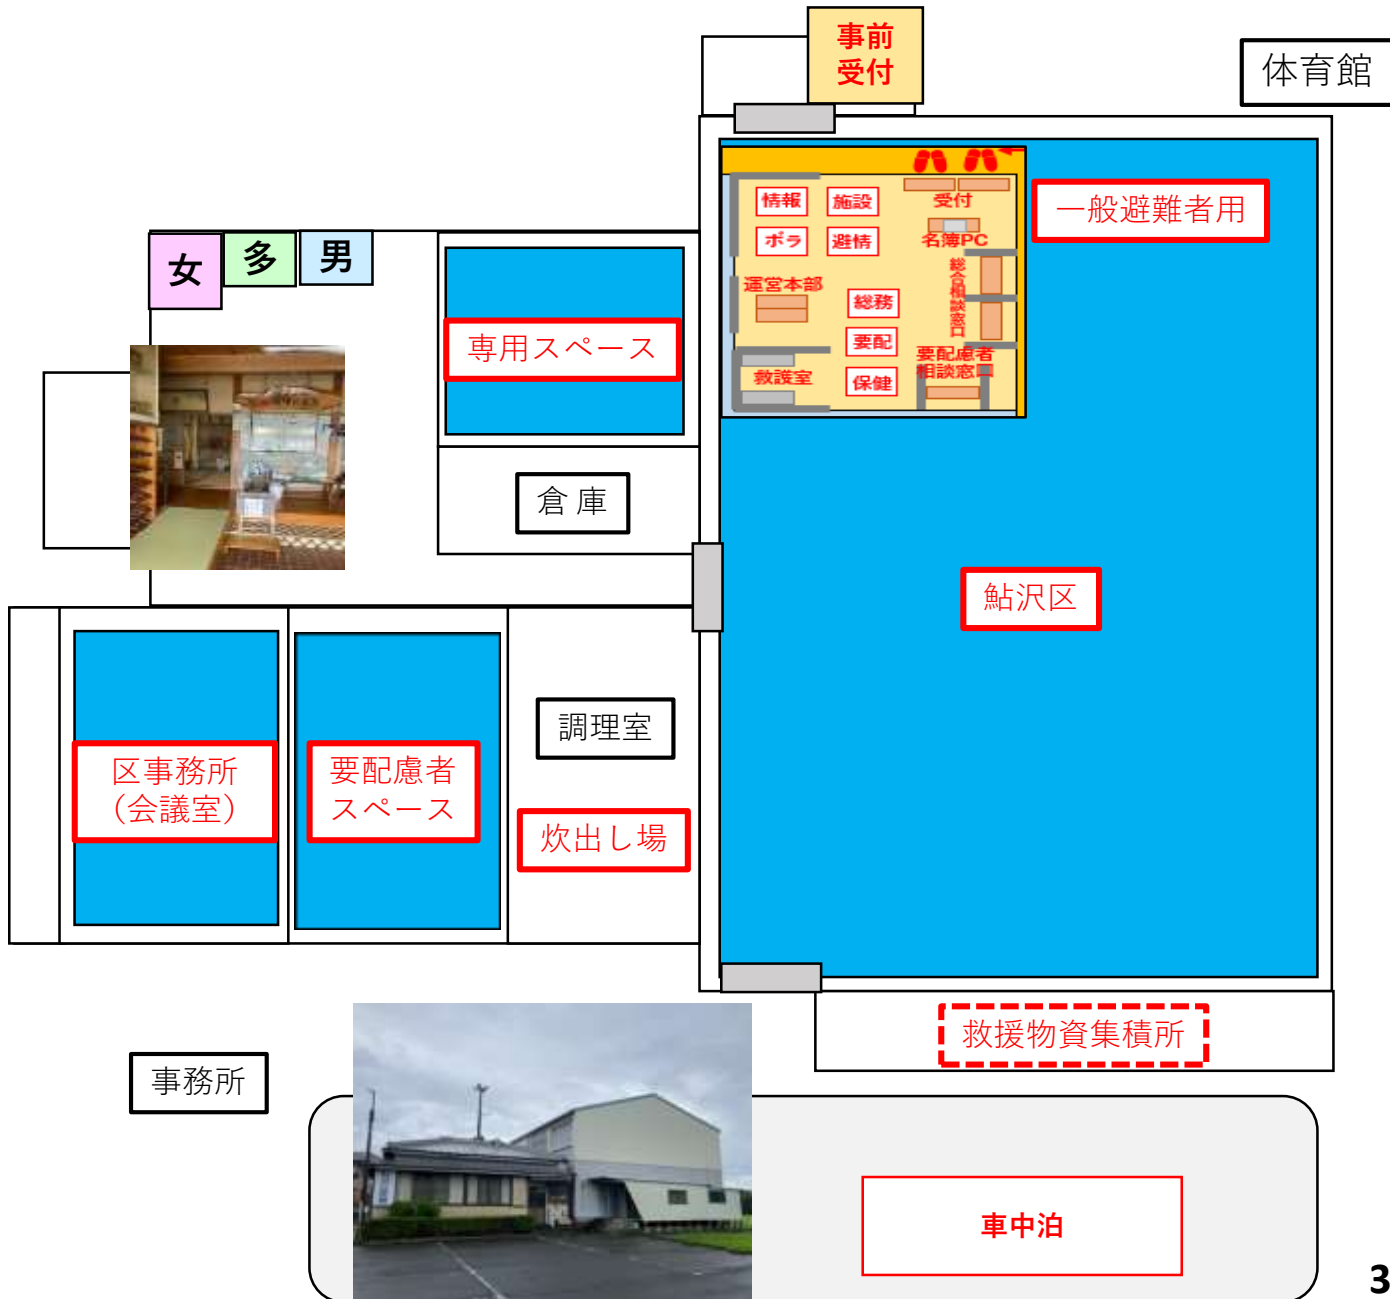 事前
受付
体育館
一般避難者用
情報
施設
受付
ボラ
避情
名簿PC
運営本部
総合相談窓口
総務
要配
要配慮者
相談窓口
救護室
保健
女
多
男
専用スペース
倉庫
鮎沢区
調理室
区事務所
（会議室）
要配慮者
スペース
炊出し場
救援物資集積所
事務所
車中泊
3